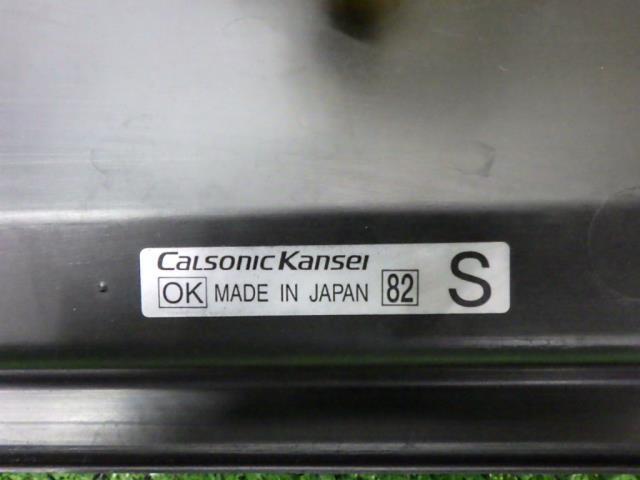 CalsonicKansei
OK MADE IN JAPAN 82 S